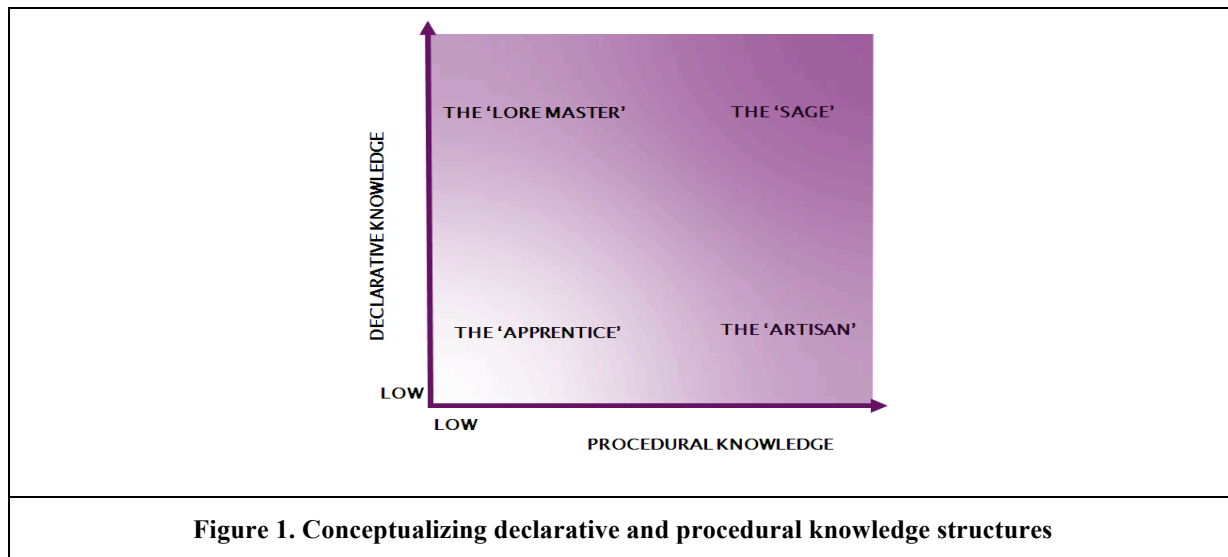 THE ‘LORE MASTER’
THE ‘SAGE’
DECLARATIVE KNOWLEDGE
THE ‘APPRENTICE’
THE ‘ARTISAN’
LOW
LOW
PROCEDURAL KNOWLEDGE
Figure 1. Conceptualizing declarative and procedural knowledge structures